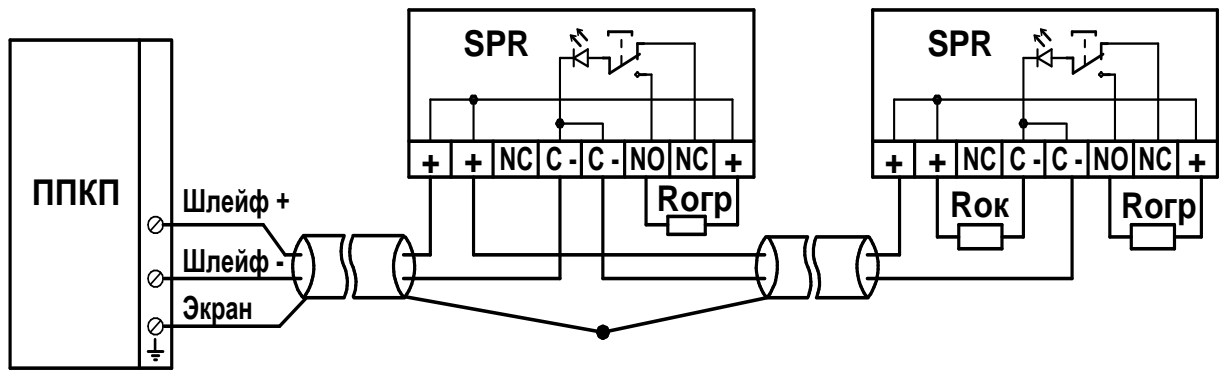 SPR
SPR
+ + NC C - C - NO NC +
+ + NC C - C - NO NC +
ППКП
Шлейф +
Шлейф -
Экран
Rогр
Rок
Rогр